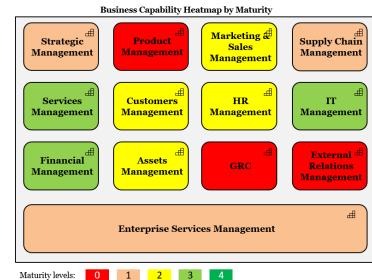 Business Capability Heatmap by Maturity
Strategic
Management
Product
Management
Marketing &
Sales
Management
Supply Chain
Management
Services
Management
Customers
Management
HR
Management
IT
Management
Financial
Management
Assets
Management
GRC
External
Relations
Management
Enterprise Services Management
Maturity levels: 0 1 2 3 4